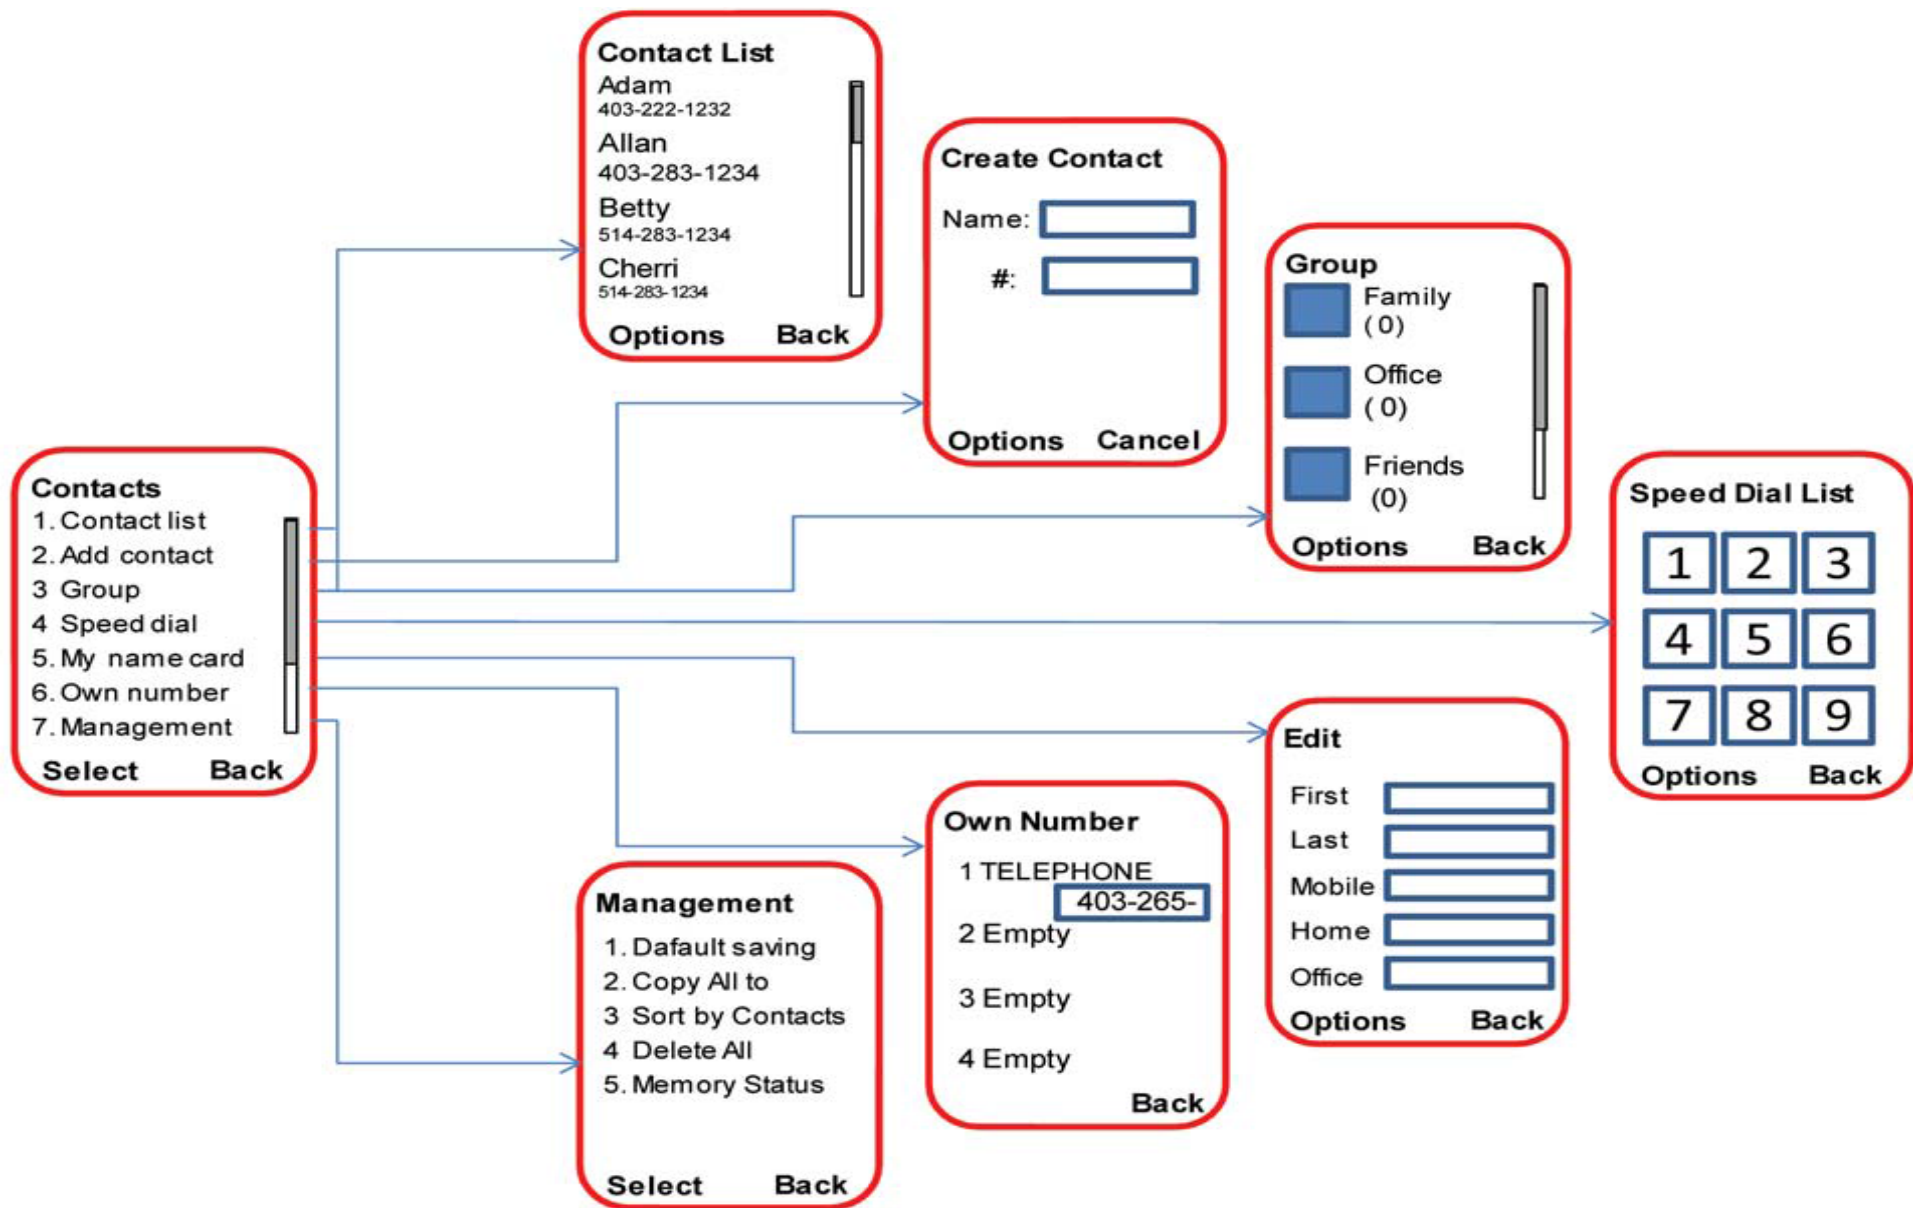 Contact List
Adam
403-222-1232
Allan
403-283-1234
Betty
514-283-1234
Cherri
514-283-1234
Options Back
Create Contact
Name:
#:
Options Cancel
Group
Family
(0)
Office
(0)
Friends
(0)
Options Back
Contacts
1. Contact list
2. Add contact
3 Group
4 Speed dial
5. My name card
6. Own number
7. Management
Select Back
Speed Dial List
1 2 3
4 5 6
7 8 9
Options Back
Edit
First
Last
Mobile
Home
Office
Options Back
Own Number
1 TELEPHONE
403-265-
2 Empty
3 Empty
4 Empty
Back
Management
1. Dafault saving
2. Copy All to
3 Sort by Contacts
4 Delete All
5. Memory Status
Select Back